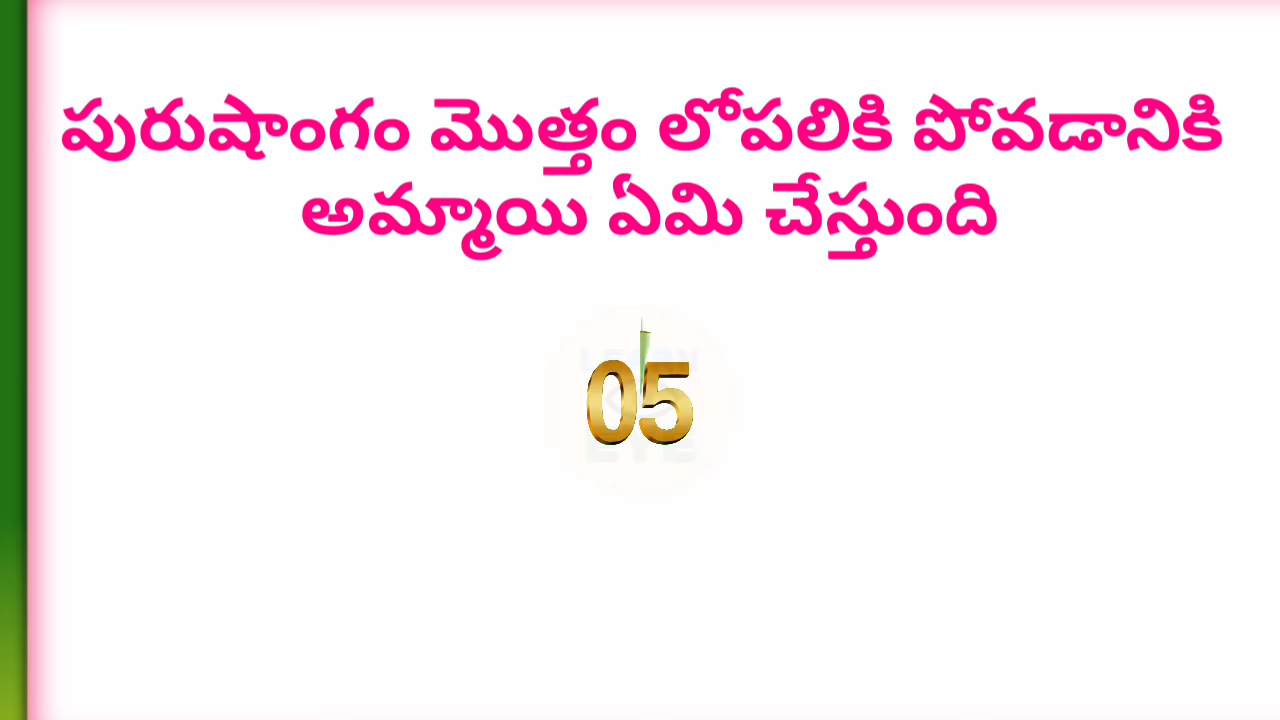 పురుషాంగం మొత్తం లోపలికి పోవడానికి
అమ్మాయి ఏమి చేస్తుంది
05